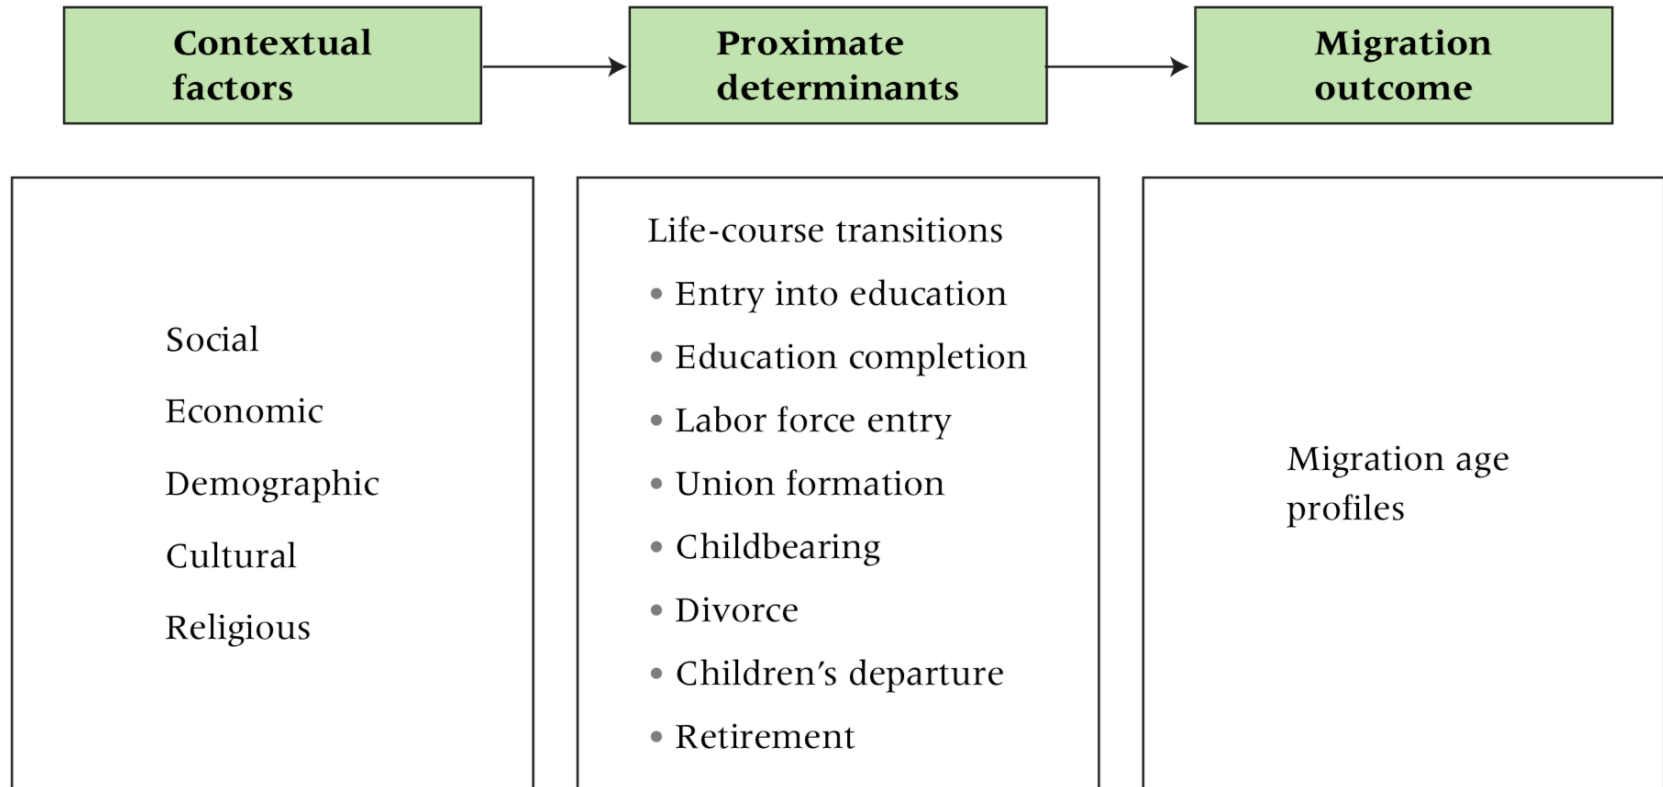 Contextual
factors
Proximate
determinants
Migration
outcome
Social
Economic
Demographic
Cultural
Religious
Life-course transitions
• Entry into education
• Education completion
• Labor force entry
• Union formation
• Childbearing
• Divorce
• Children’s departure
• Retirement
Migration age
profiles